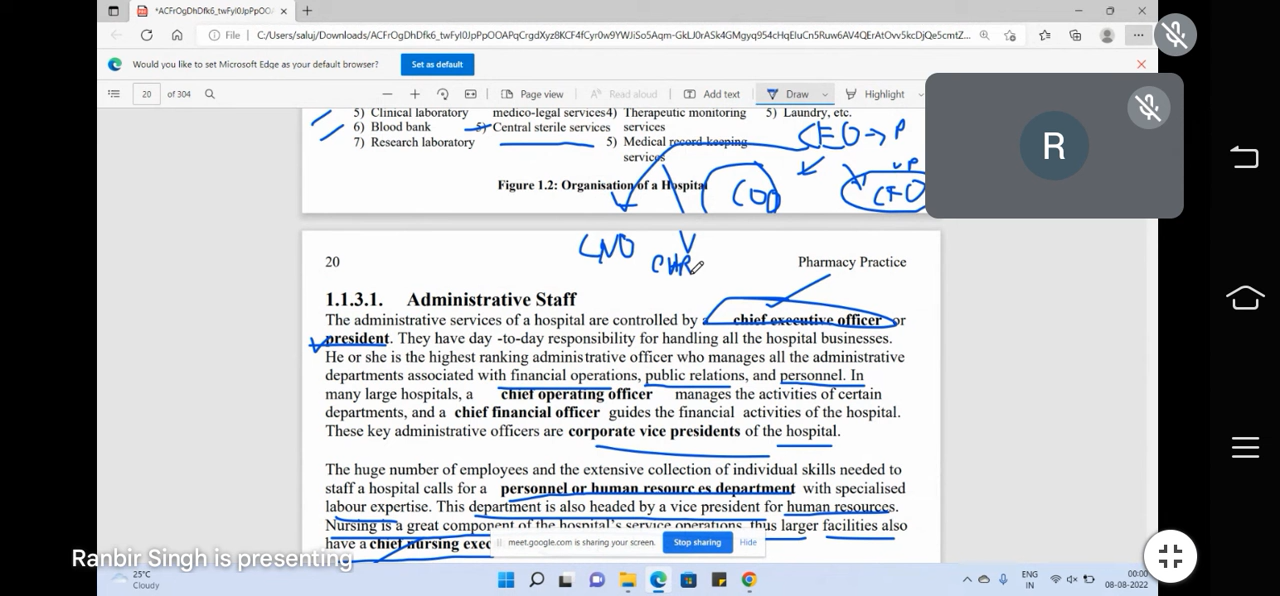 *ACFrOgDhDfk6_twFyI0JpPpOO
File
C:/Users/saluj/Downloads/
Would you like to set Microsoft Edge as your default browser?
Set as default
20 of 304
Page view
Read aloud
Add text
Draw
Highlight
5) Clinical laboratory medico-legal services 4) Therapeutic monitoring 5) Laundry, etc.
6) Blood bank 5) Central sterile services services
7) Research laboratory 5) Medical record keeping
services
CEO → P
VP
CFO
COO
Figure 1.2: Organisation of a Hospital
R
CNO
CHR
20 Pharmacy Practice
1.1.3.1. Administrative Staff
The administrative services of a hospital are controlled by a chief executive officer or
president. They have day -to-day responsibility for handling all the hospital businesses.
He or she is the highest ranking administrative officer who manages all the administrative
departments associated with financial operations, public relations, and personnel. In
many large hospitals, a chief operating officer manages the activities of certain
departments, and a chief financial officer guides the financial activities of the hospital.
These key administrative officers are corporate vice presidents of the hospital.
The huge number of employees and the extensive collection of individual skills needed to
staff a hospital calls for a personnel or human resourc es department with specialised
labour expertise. This department is also headed by a vice president for human resources.
Nursing is a great component of the hospital's service operations, thus larger facilities also
have a chief nursing exec
meet.google.com is sharing your screen.
Stop sharing
Hide
Ranbir Singh is presenting
25°C
Cloudy
ENG
IN
00:00
08-08-2022